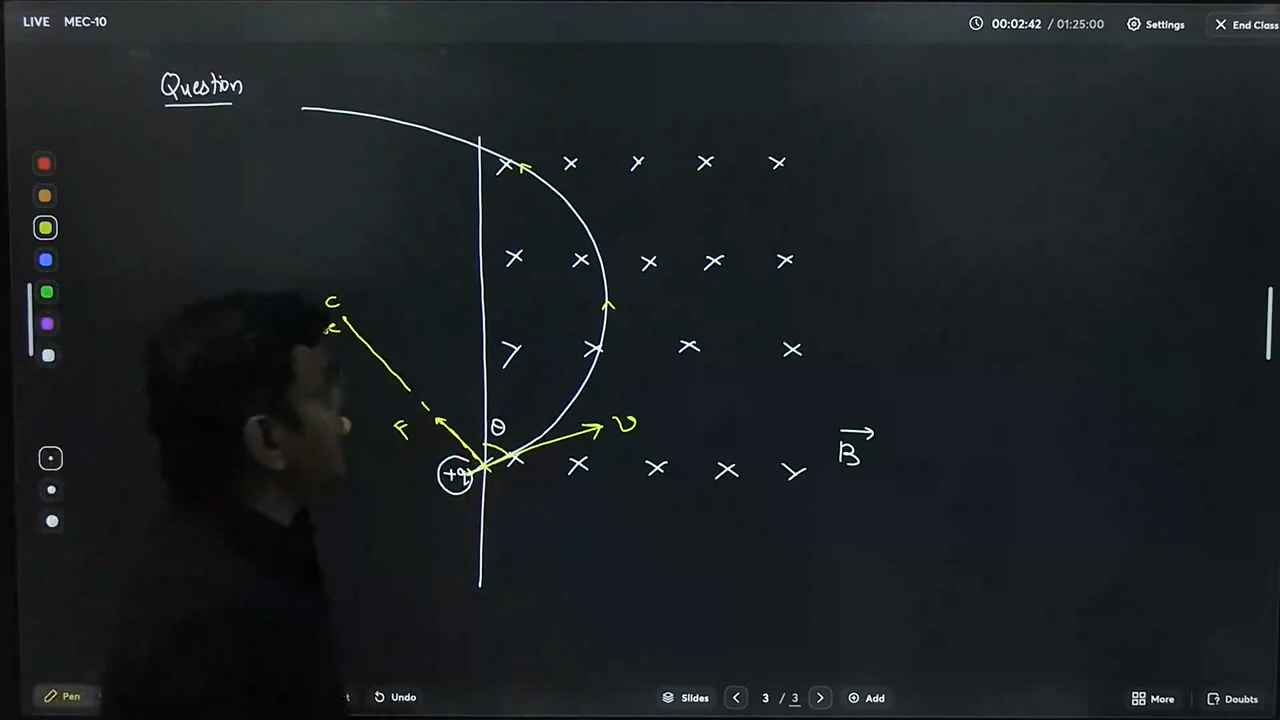 LIVE MEC-10
00:02:42 / 01:25:00 Settings End Class
Question
C
θ
v
F
+q
B
Pen
Undo
Slides 3 / 3 Add
More Doubts